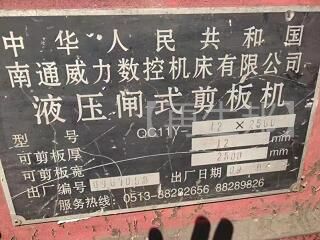 中华人民共和国
南通威力数控机床有限公司
液压闸式剪板机
型号 QC11Y-12×2500
可剪板厚 12 mm
可剪板宽 2500 mm
出厂编号 出厂日期
服务热线：0513-88292656 88289826